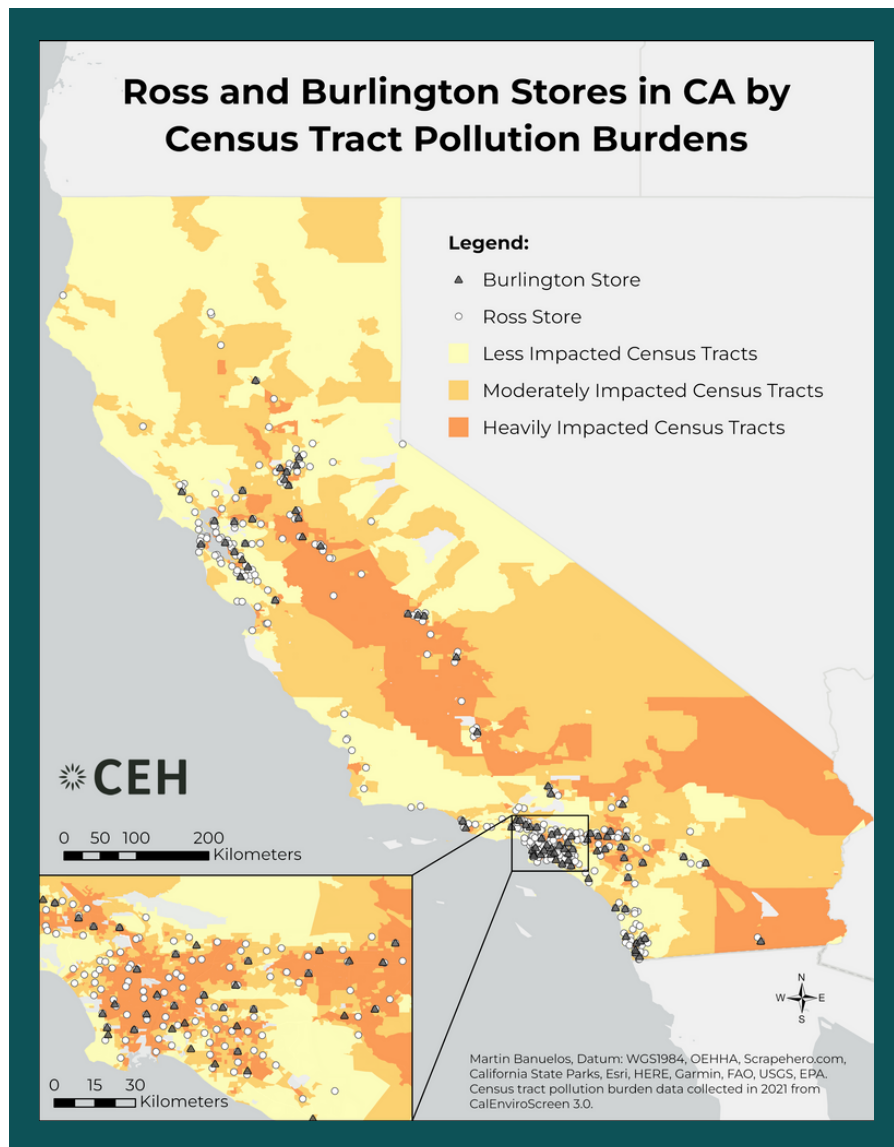 Ross and Burlington Stores in CA by
Census Tract Pollution Burdens
Legend:
Burlington Store
Ross Store
Less Impacted Census Tracts
Moderately Impacted Census Tracts
Heavily Impacted Census Tracts
CEH
0 50 100 200
Kilometers
0 15 30
Kilometers
N
W E
S
Martin Banuelos, Datum: WGS1984, OEHHA, Scrapehero.com,
California State Parks, Esri, HERE, Garmin, FAO, USGS, EPA.
Census tract pollution burden data collected in 2021 from
CalEnviroScreen 3.0.